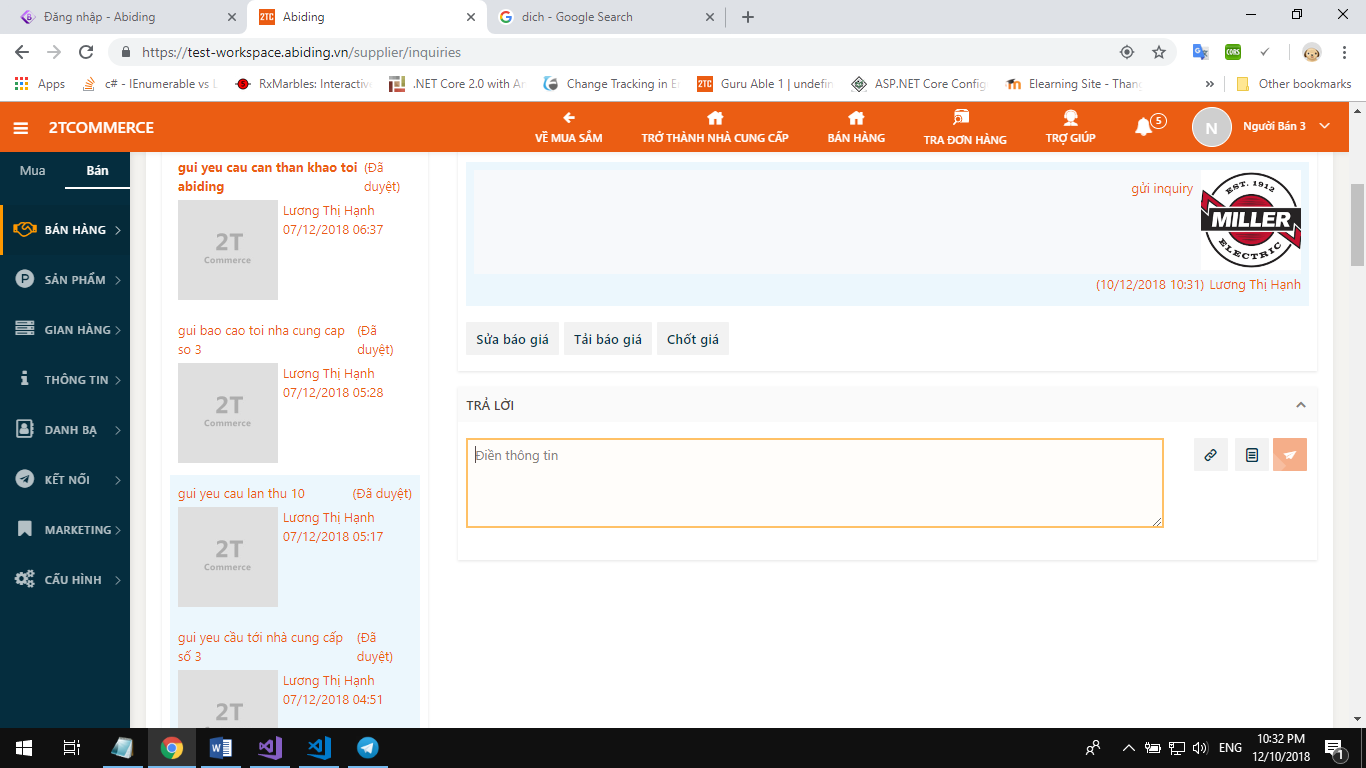 Đăng nhập - Abiding
2TC Abiding
dich - Google Search
https://test-workspace.abiding.vn/supplier/inquiries
CORS
Apps
c# - IEnumerable vs L
RxMarbles: Interactive
.NET Core 2.0 with An
Change Tracking in E
2TC Guru Able 1 | undefin
ASP.NET Core Config
Elearning Site - Thang
Other bookmarks
2TCOMMERCE
VỀ MUA SẮM
TRỞ THÀNH NHÀ CUNG CẤP
BÁN HÀNG
TRA ĐƠN HÀNG
TRỢ GIÚP
5
N
Người Bán 3
Mua
Bán
BÁN HÀNG
SẢN PHẨM
GIAN HÀNG
THÔNG TIN
DANH BẠ
KẾT NỐI
MARKETING
CẤU HÌNH
gui yeu cau can than khao toi (Đã
abiding duyệt)
2T
Commerce
Lương Thị Hạnh
07/12/2018 06:37
gui bao cao toi nha cung cap (Đã
so 3 duyệt)
2T
Commerce
Lương Thị Hạnh
07/12/2018 05:28
gui yeu cau lan thu 10 (Đã duyệt)
2T
Commerce
Lương Thị Hạnh
07/12/2018 05:17
gui yeu cầu tới nhà cung cấp (Đã
số 3 duyệt)
2T
Lương Thị Hạnh
07/12/2018 04:51
gửi inquiry
EST. 1912
MILLER
ELECTRIC
(10/12/2018 10:31) Lương Thị Hạnh
Sửa báo giá
Tải báo giá
Chốt giá
TRẢ LỜI
Điền thông tin
ENG
10:32 PM
12/10/2018
1